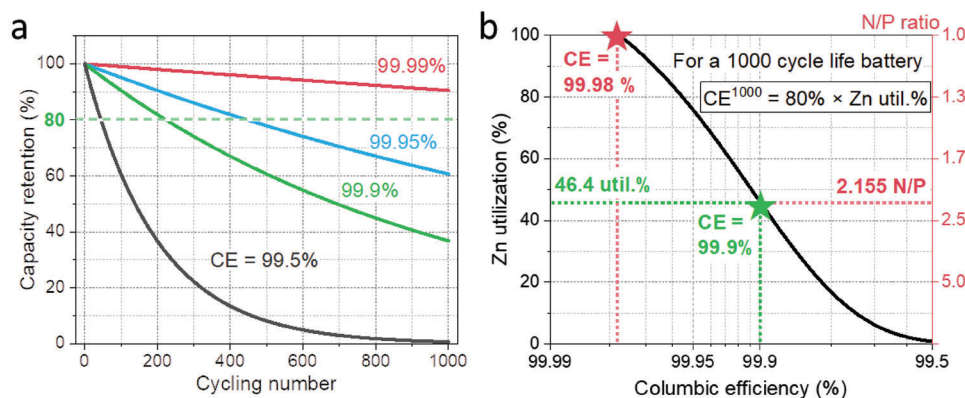 a
Capacity retention (%)
100
80
60
40
20
0
99.99%
99.95%
99.9%
CE = 99.5%
0
200
400
600
800
1000
Cycling number
b
N/P ratio
Zn utilization (%)
100
80
60
40
20
0
1.0
1.3
1.7
2.5
5.0
CE =
99.98 %
For a 1000 cycle life battery
CE¹⁰⁰⁰ = 80% × Zn util.%
46.4 util.%
2.155 N/P
CE =
99.9%
99.99
99.95
99.9
99.5
Columbic efficiency (%)